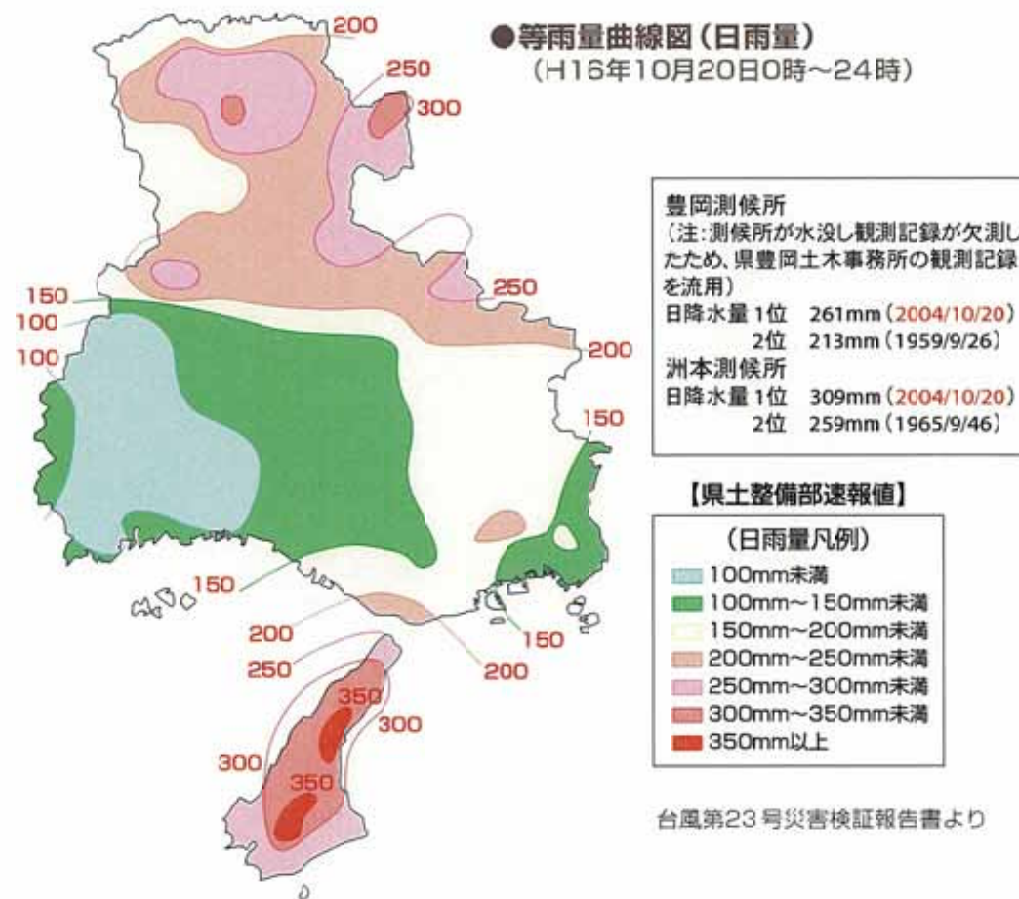 ●等雨量曲線図（日雨量）
（H16年10月20日0時～24時）
200
250
300
250
200
150
100
100
150
150
150
200
200
250
300
300
350
350
豊岡測候所
（注：測候所が水没し観測記録が欠測し
たため、県豊岡土木事務所の観測記録
を流用）
日降水量 1位 261mm（2004/10/20）
2位 213mm（1959/9/26）
洲本測候所
日降水量 1位 309mm（2004/10/20）
2位 259mm（1965/9/46）
【県土整備部速報値】
（日雨量凡例）
100mm未満
100mm～150mm未満
150mm～200mm未満
200mm～250mm未満
250mm～300mm未満
300mm～350mm未満
350mm以上
台風第23号災害検証報告書より